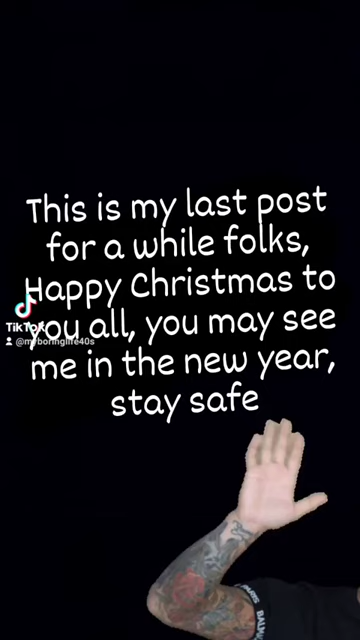 This is my last post
for a while folks,
Happy Christmas to
you all, you may see
me in the new year,
stay safe
TikTok
@myboringlife40s
PARIS